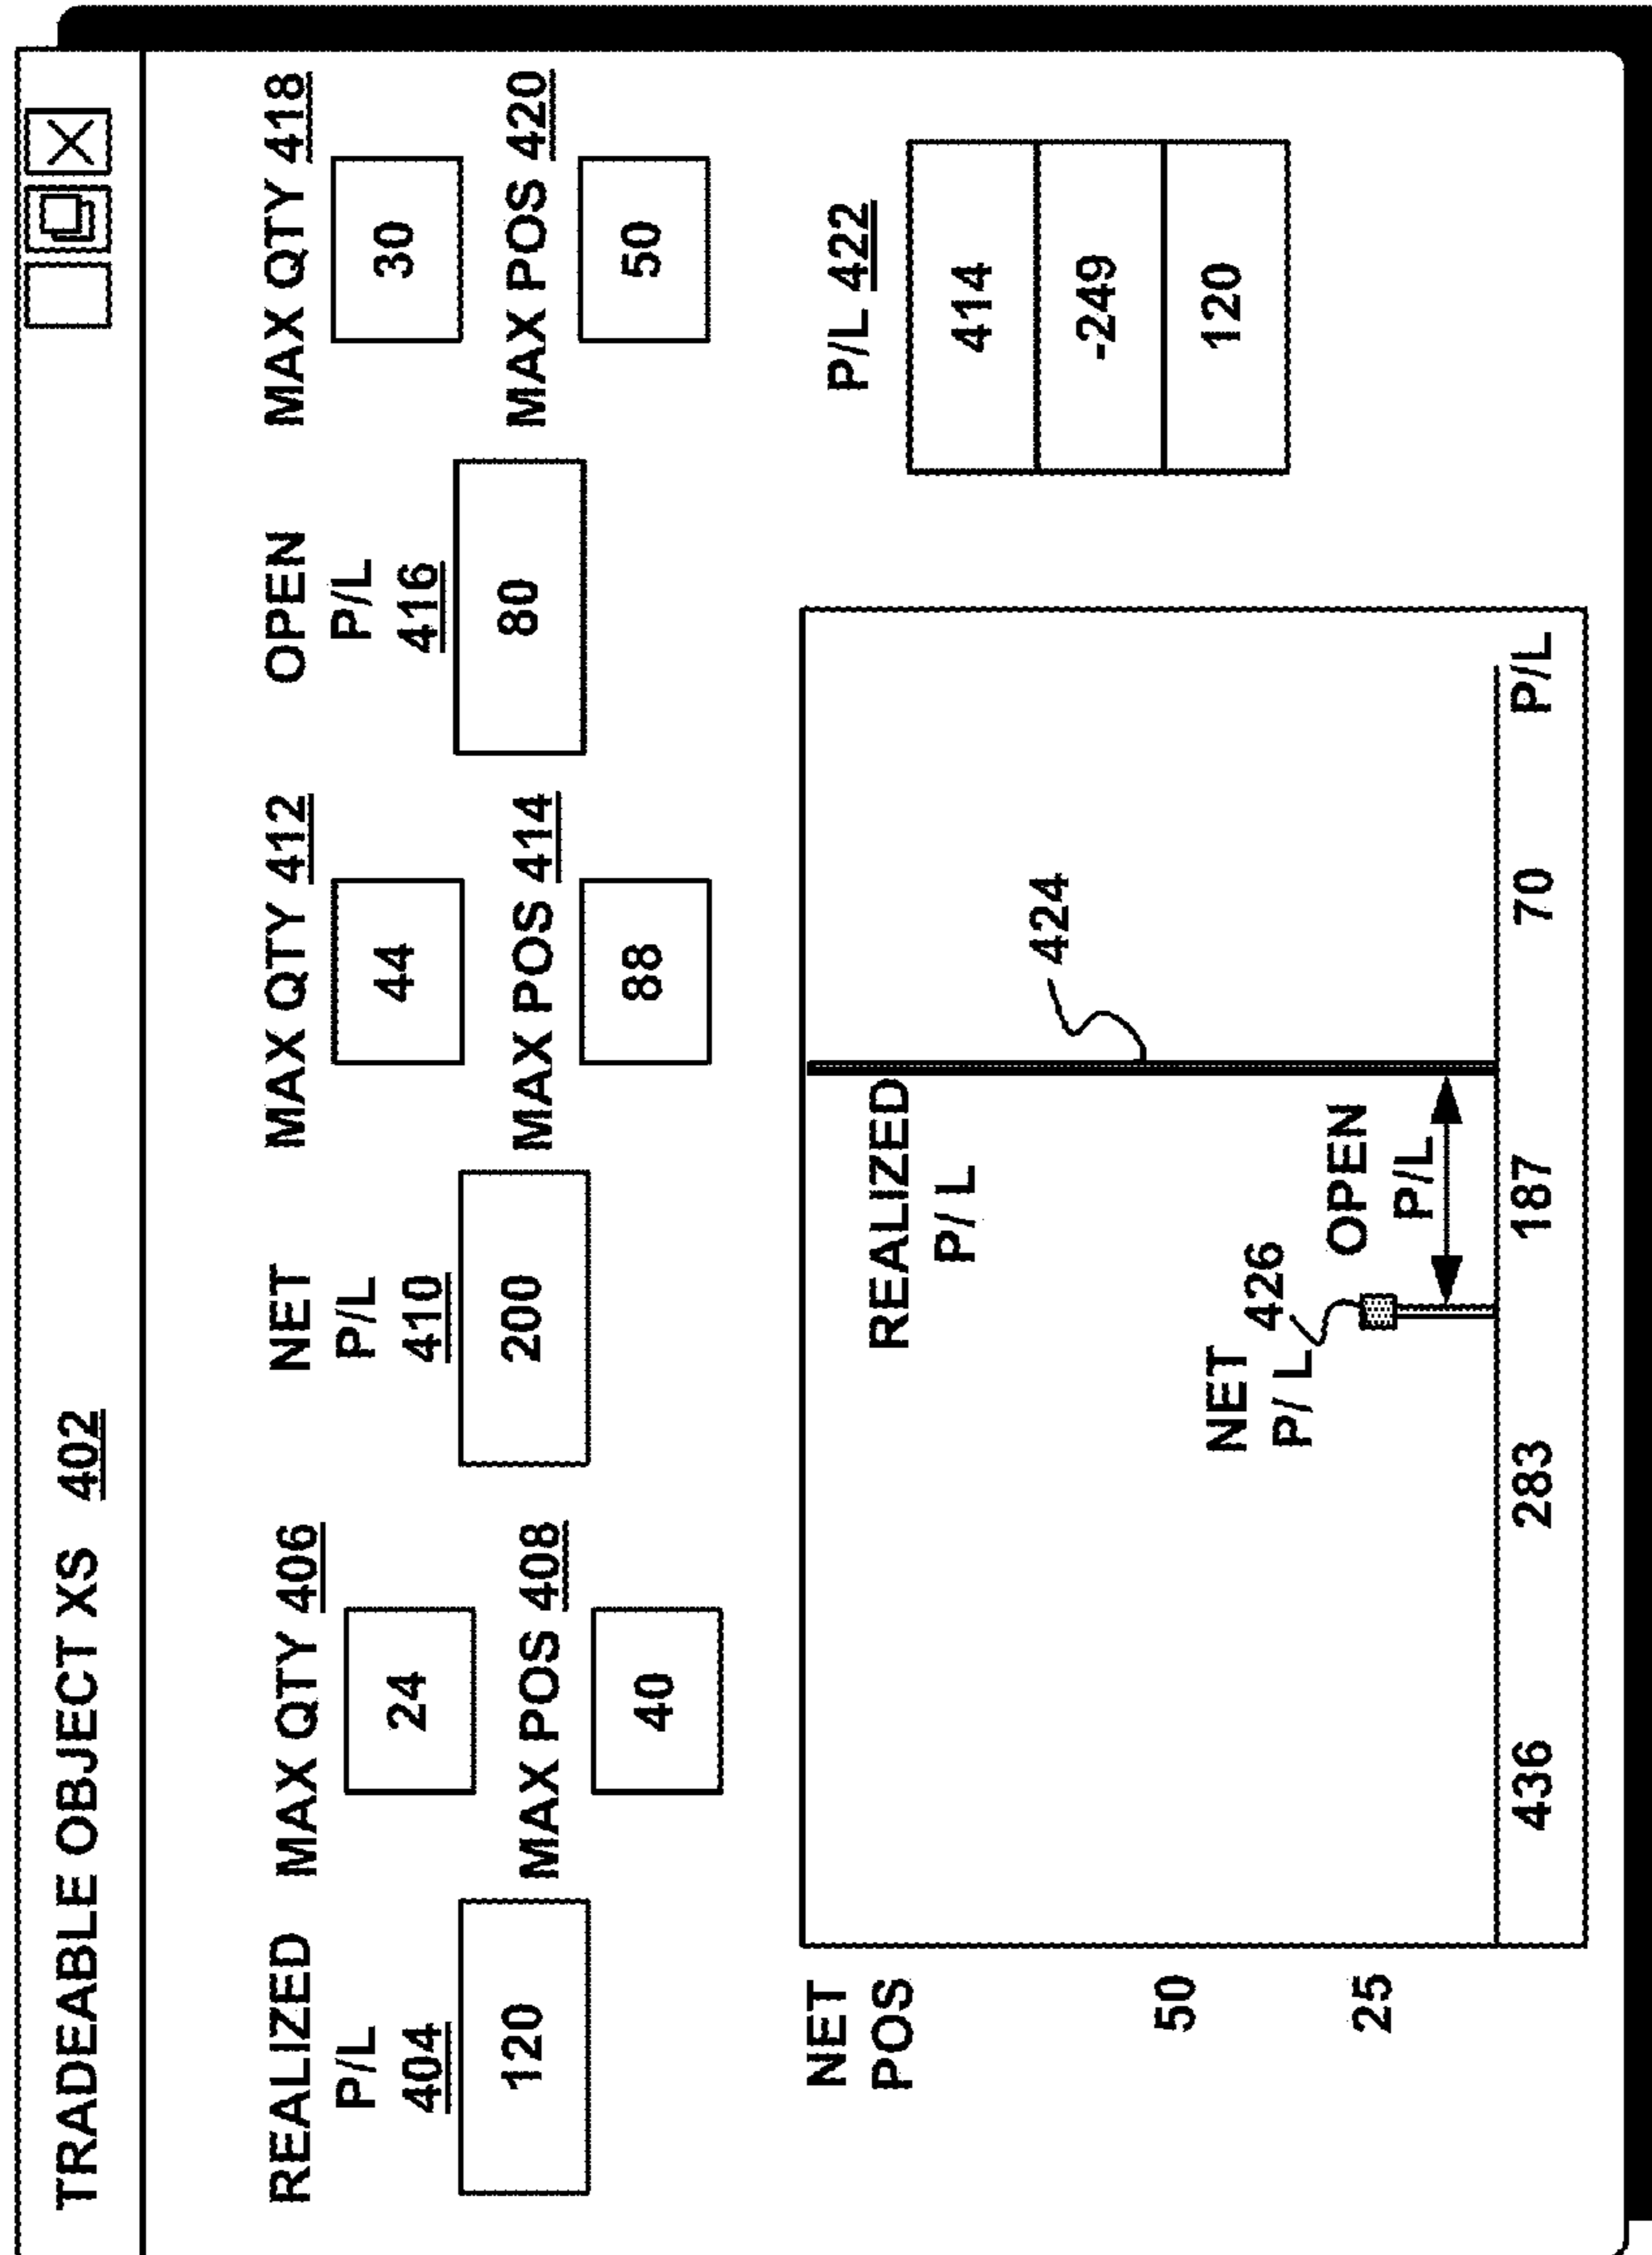 TRADEABLE OBJECT XS 402
REALIZED
P/L
404
120
MAX QTY 406
24
MAX POS 408
40
NET
P/L
410
200
MAX QTY 412
44
MAX POS 414
88
OPEN
P/L
416
80
MAX QTY 418
30
MAX POS 420
50
NET
POS
50
25
REALIZED
P/ L
424
NET
P/ L
426
OPEN
P/L
436 283 187 70 P/L
P/L 422
414
-249
120